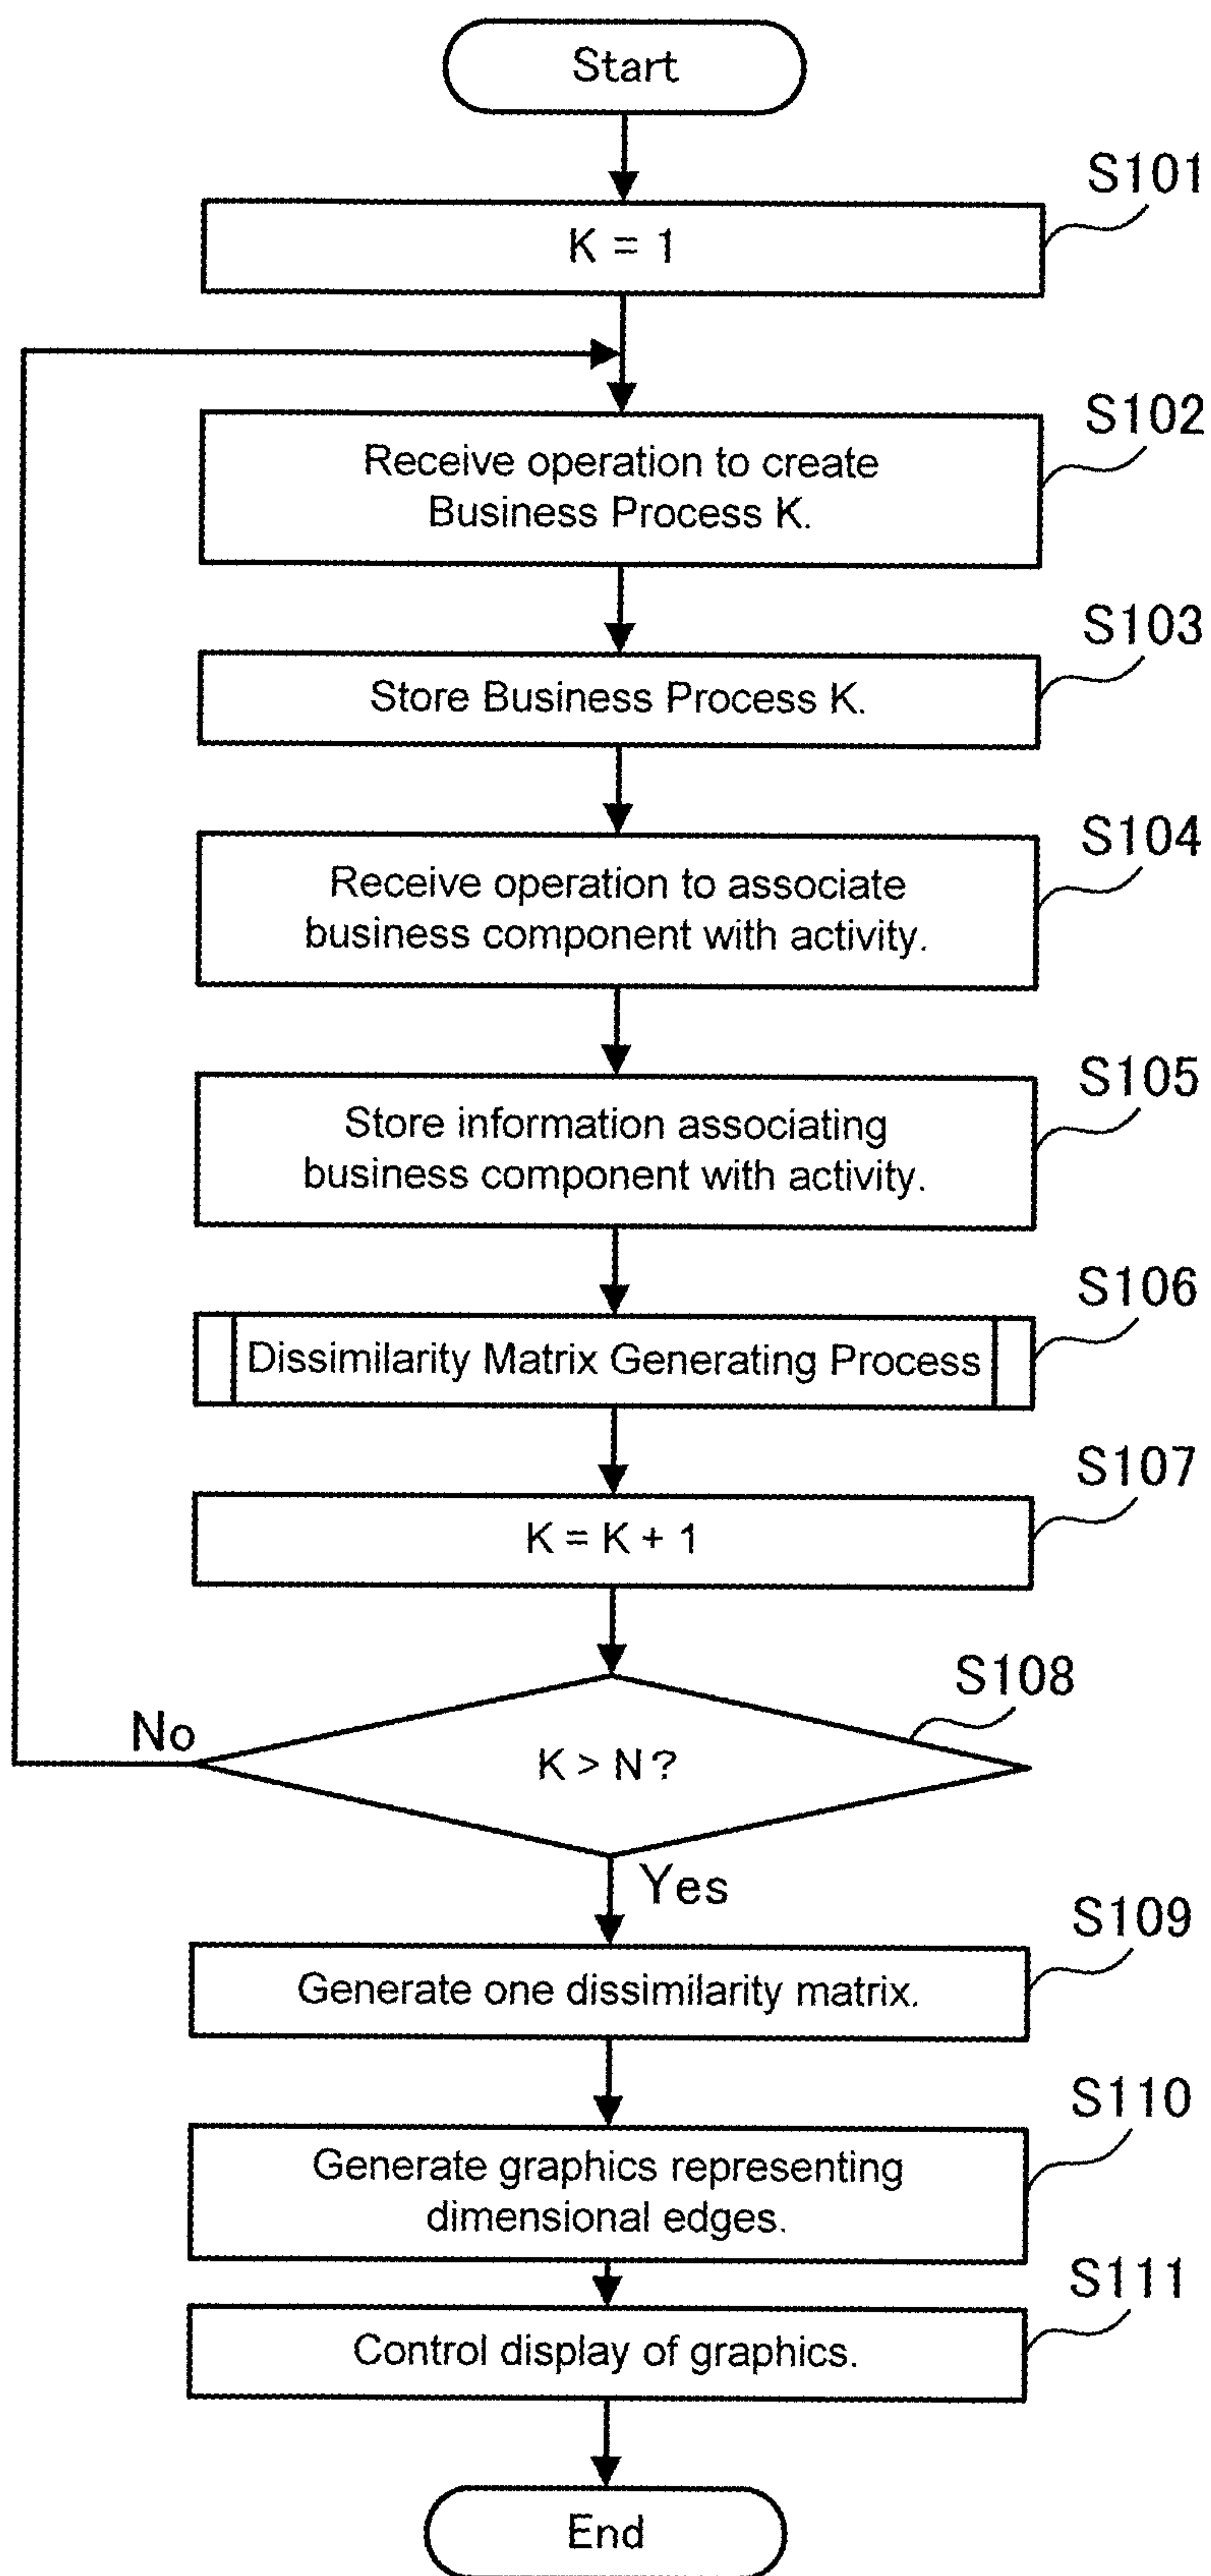 Start
S101
K = 1
S102
Receive operation to create
Business Process K.
S103
Store Business Process K.
S104
Receive operation to associate
business component with activity.
S105
Store information associating
business component with activity.
S106
Dissimilarity Matrix Generating Process
S107
K = K + 1
S108
No
K > N ?
Yes
S109
Generate one dissimilarity matrix.
S110
Generate graphics representing
dimensional edges.
S111
Control display of graphics.
End